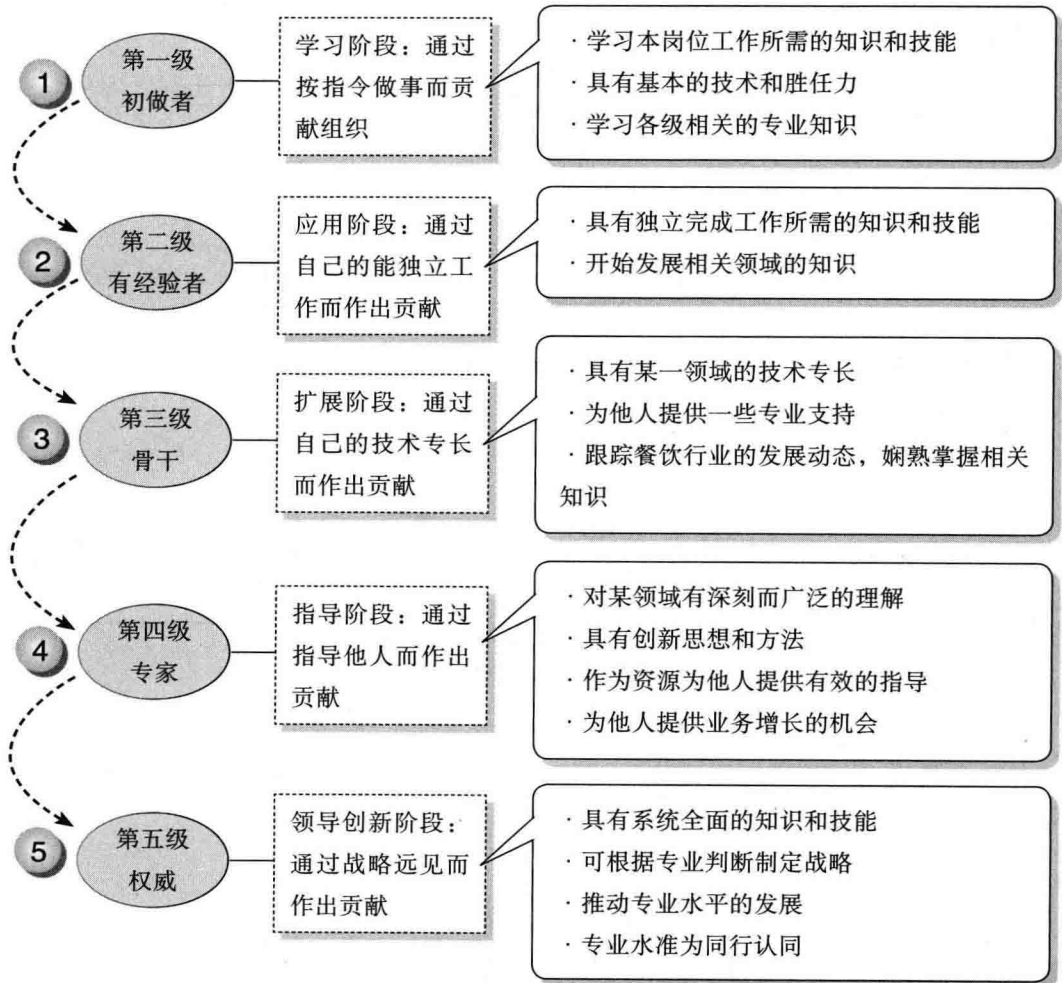 1
第一级
初做者
学习阶段：通过
按指令做事而贡
献组织
·学习本岗位工作所需的知识和技能
·具有基本的技术和胜任力
·学习各级相关的专业知识
2
第二级
有经验者
应用阶段：通过
自己的能独立工
作而作出贡献
·具有独立完成工作所需的知识和技能
·开始发展相关领域的知识
3
第三级
骨干
扩展阶段：通过
自己的技术专长
而作出贡献
·具有某一领域的技术专长
·为他人提供一些专业支持
·跟踪餐饮行业的发展动态，娴熟掌握相关
知识
4
第四级
专家
指导阶段：通过
指导他人而作出
贡献
·对某领域有深刻而广泛的理解
·具有创新思想和方法
·作为资源为他人提供有效的指导
·为他人提供业务增长的机会
5
第五级
权威
领导创新阶段：
通过战略远见而
作出贡献
·具有系统全面的知识和技能
·可根据专业判断制定战略
·推动专业水平的发展
·专业水准为同行认同